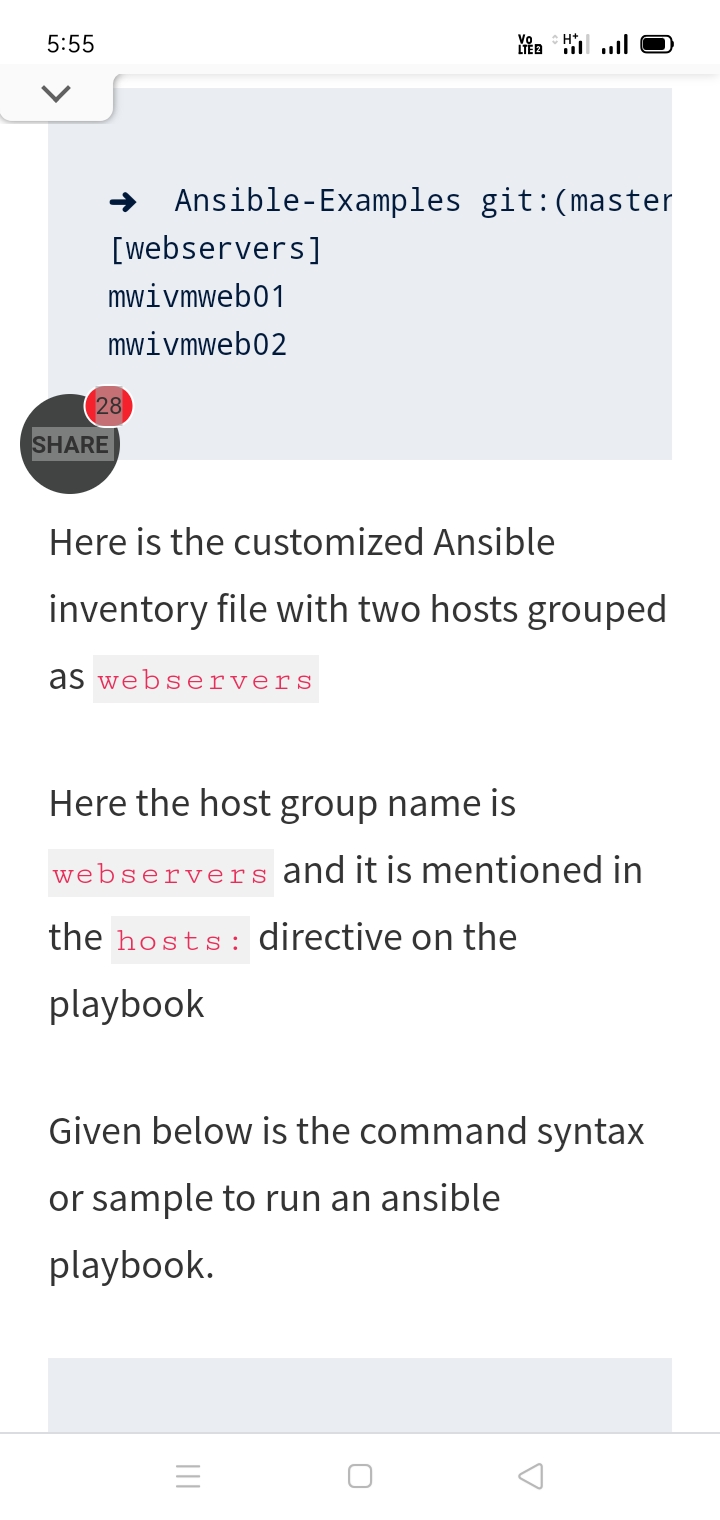 5:55
Vo LTE2 H+
➜ Ansible-Examples git:(master
[webservers]
mwivmweb01
mwivmweb02
28
SHARE
Here is the customized Ansible
inventory file with two hosts grouped
as webservers
Here the host group name is
webservers and it is mentioned in
the hosts: directive on the
playbook
Given below is the command syntax
or sample to run an ansible
playbook.